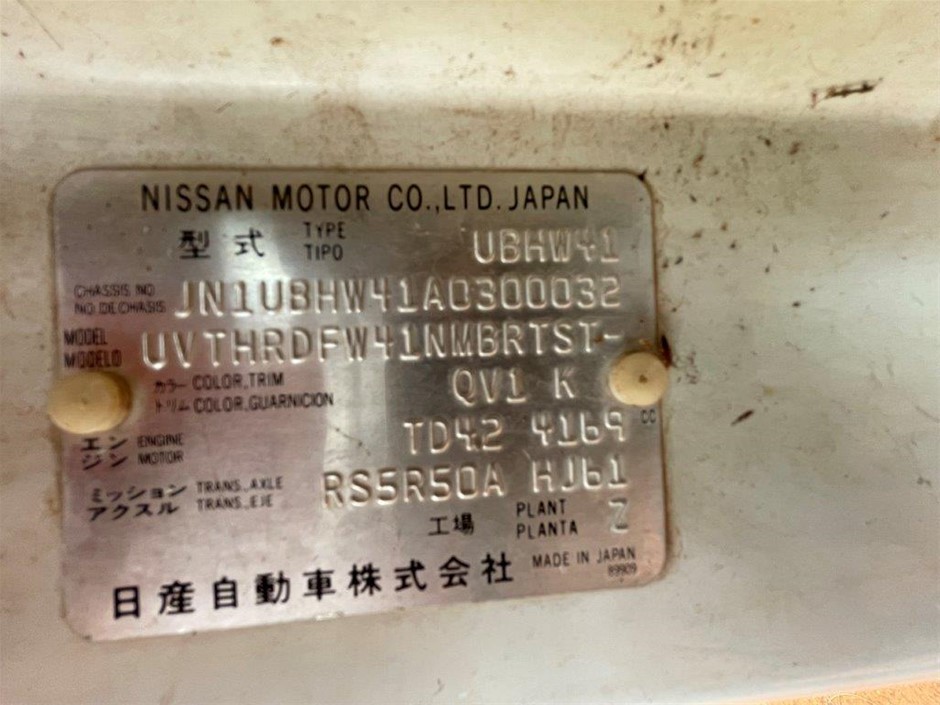 NISSAN MOTOR CO.,LTD. JAPAN
型式 TYPE TIPO UBHW41
CHASSIS NO NO. DE CHASIS JN1UBHW41A0300032
MODEL MODELO UVTHRDFW41NMBRTST-
カラー COLOR,TRIM QV1 K
トリム COLOR,GUARNICION
エンジン ENGINE MOTOR TD42 4169 CC
ミッション TRANS.,AXLE RS5R50A HJ61
アクスル TRANS.,EJE
工場 PLANT PLANTA Z
日産自動車株式会社 MADE IN JAPAN
89909